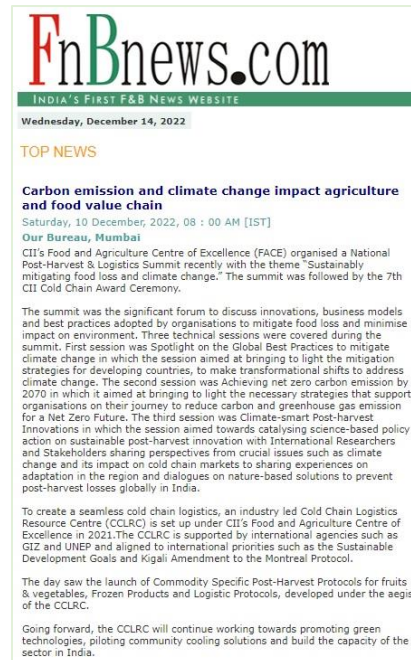 FnBnews.com
INDIA'S FIRST F&B NEWS WEBSITE
Wednesday, December 14, 2022
TOP NEWS
Carbon emission and climate change impact agriculture
and food value chain
Saturday, 10 December, 2022, 08 : 00 AM [IST]
Our Bureau, Mumbai
CII's Food and Agriculture Centre of Excellence (FACE) organised a National
Post-Harvest & Logistics Summit recently with the theme "Sustainably
mitigating food loss and climate change." The summit was followed by the 7th
CII Cold Chain Award Ceremony.
The summit was the significant forum to discuss innovations, business models
and best practices adopted by organisations to mitigate food loss and minimise
impact on environment. Three technical sessions were covered during the
summit. First session was Spotlight on the Global Best Practices to mitigate
climate change in which the session aimed at bringing to light the mitigation
strategies for developing countries, to make transformational shifts to address
climate change. The second session was Achieving net zero carbon emission by
2070 in which it aimed at bringing to light the necessary strategies that support
organisations on their journey to reduce carbon and greenhouse gas emission
for a Net Zero Future. The third session was Climate-smart Post-harvest
Innovations in which the session aimed towards catalysing science-based policy
action on sustainable post-harvest innovation with International Researchers
and Stakeholders sharing perspectives from crucial issues such as climate
change and its impact on cold chain markets to sharing experiences on
adaptation in the region and dialogues on nature-based solutions to prevent
post-harvest losses globally in India.
To create a seamless cold chain logistics, an industry led Cold Chain Logistics
Resource Centre (CCLRC) is set up under CII's Food and Agriculture Centre of
Excellence in 2021.The CCLRC is supported by international agencies such as
GIZ and UNEP and aligned to international priorities such as the Sustainable
Development Goals and Kigali Amendment to the Montreal Protocol.
The day saw the launch of Commodity Specific Post-Harvest Protocols for fruits
& vegetables, Frozen Products and Logistic Protocols, developed under the aegis
of the CCLRC.
Going forward, the CCLRC will continue working towards promoting green
technologies, piloting community cooling solutions and build the capacity of the
sector in India.